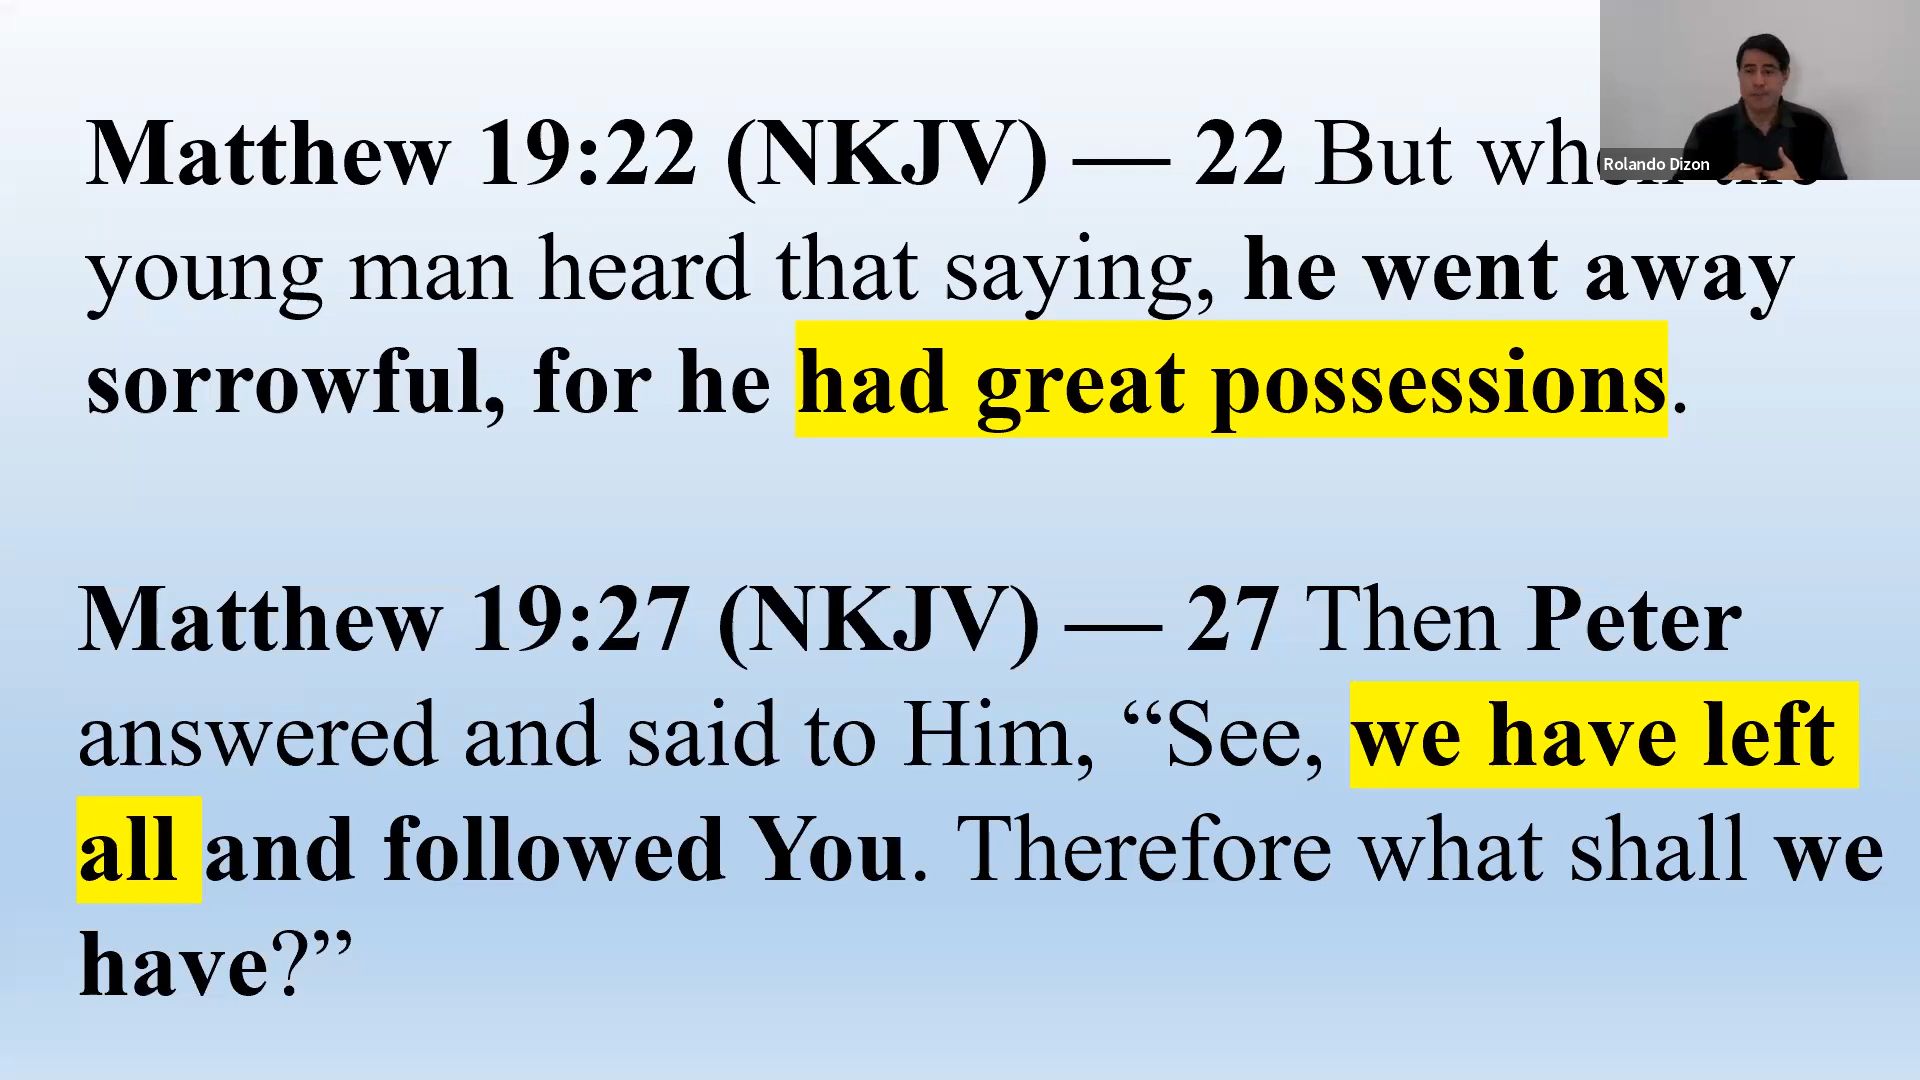 Matthew 19:22 (NKJV) — 22 But when the
young man heard that saying, he went away
sorrowful, for he had great possessions.
Matthew 19:27 (NKJV) — 27 Then Peter
answered and said to Him, “See, we have left
all and followed You. Therefore what shall we
have?”
Rolando Dizon